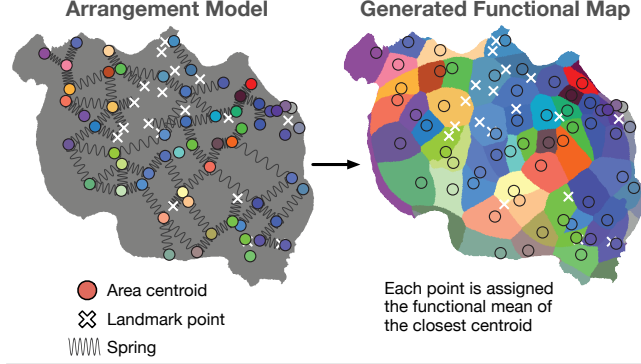 Arrangement Model
Generated Functional Map
Area centroid
Landmark point
Spring
Each point is assigned
the functional mean of
the closest centroid